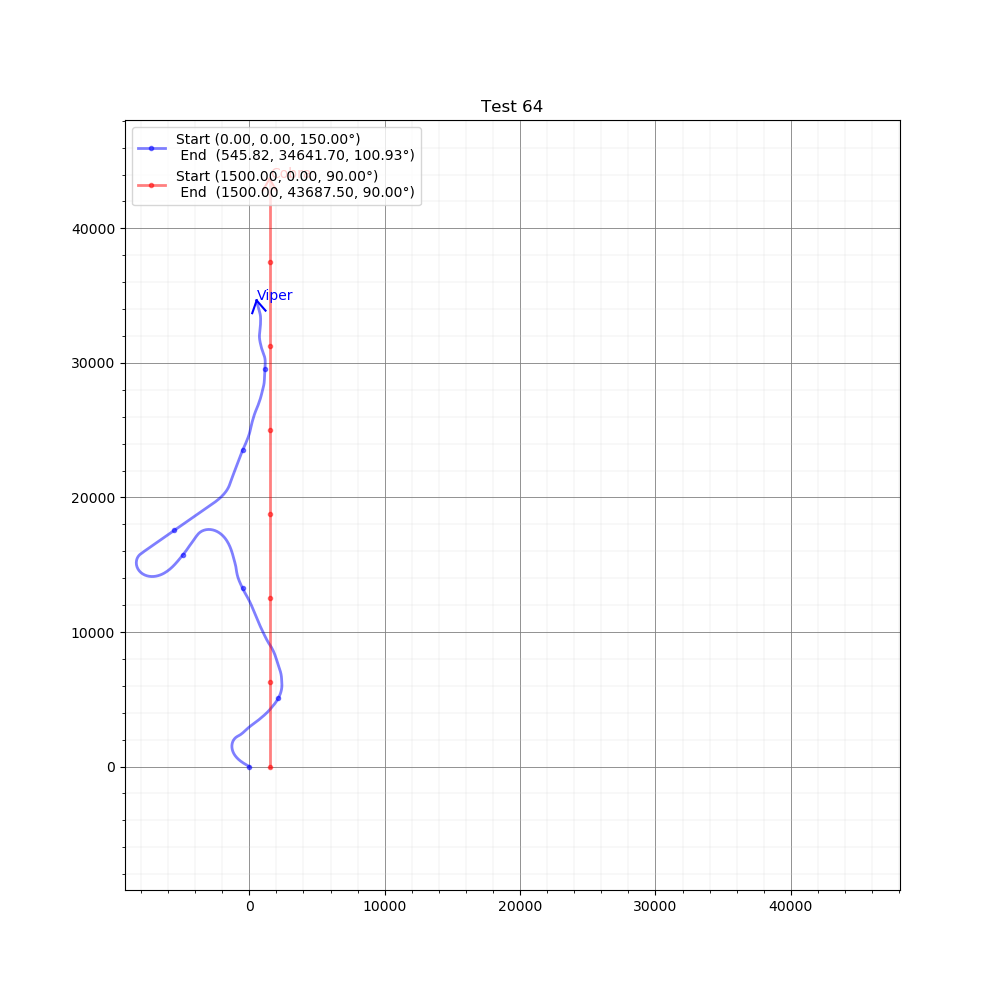 Test 64
Start (0.00, 0.00, 150.00°)
End (545.82, 34641.70, 100.93°)
Start (1500.00, 0.00, 90.00°)
End (1500.00, 43687.50, 90.00°)
40000
Viper
30000
20000
10000
0
0 10000 20000 30000 40000